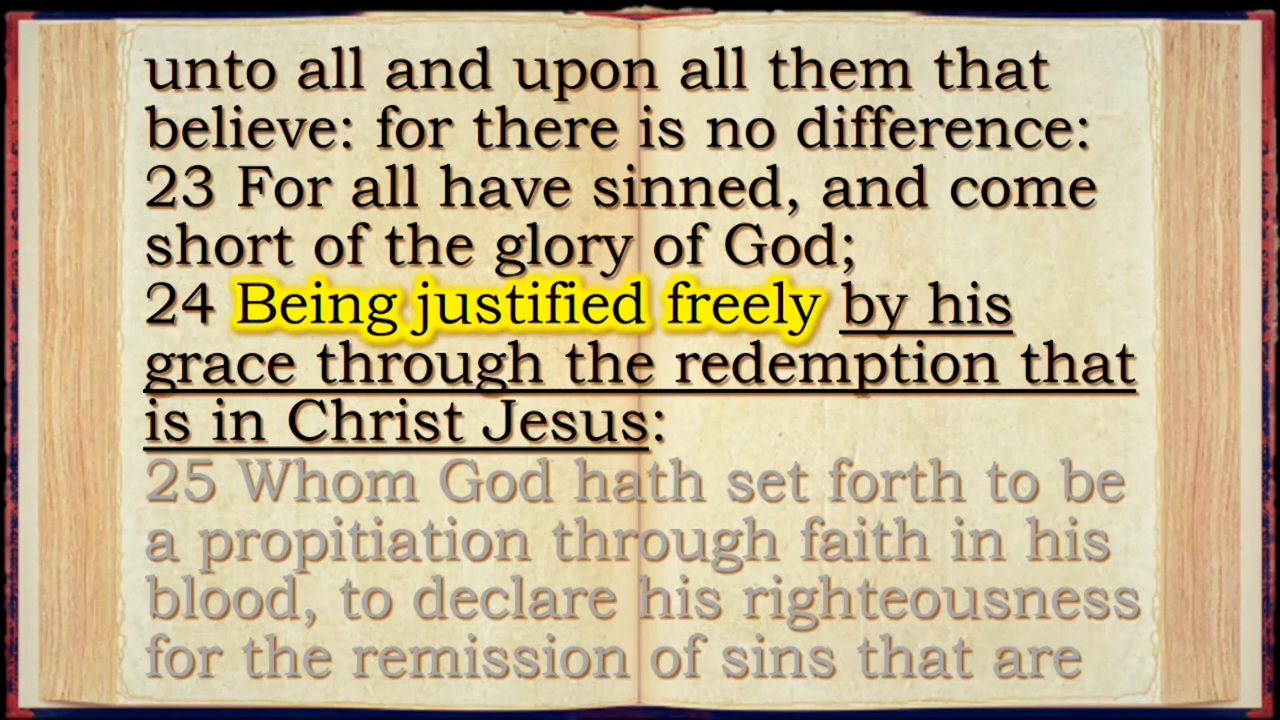 unto all and upon all them that
believe: for there is no difference:
23 For all have sinned, and come
short of the glory of God;
24 Being justified freely by his
grace through the redemption that
is in Christ Jesus:
25 Whom God hath set forth to be
a propitiation through faith in his
blood, to declare his righteousness
for the remission of sins that are